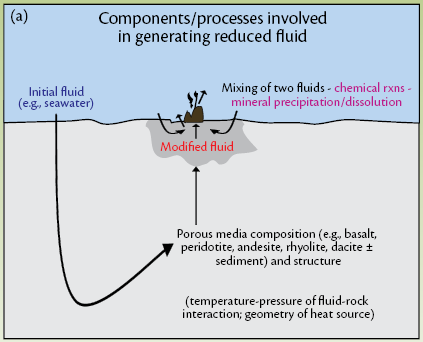 (a)
Components/processes involved
in generating reduced fluid
Initial fluid
(e.g., seawater)
Mixing of two fluids - chemical rxns -
mineral precipitation/dissolution
Modified fluid
Porous media composition (e.g., basalt,
peridotite, andesite, rhyolite, dacite ±
sediment) and structure
(temperature-pressure of fluid-rock
interaction; geometry of heat source)